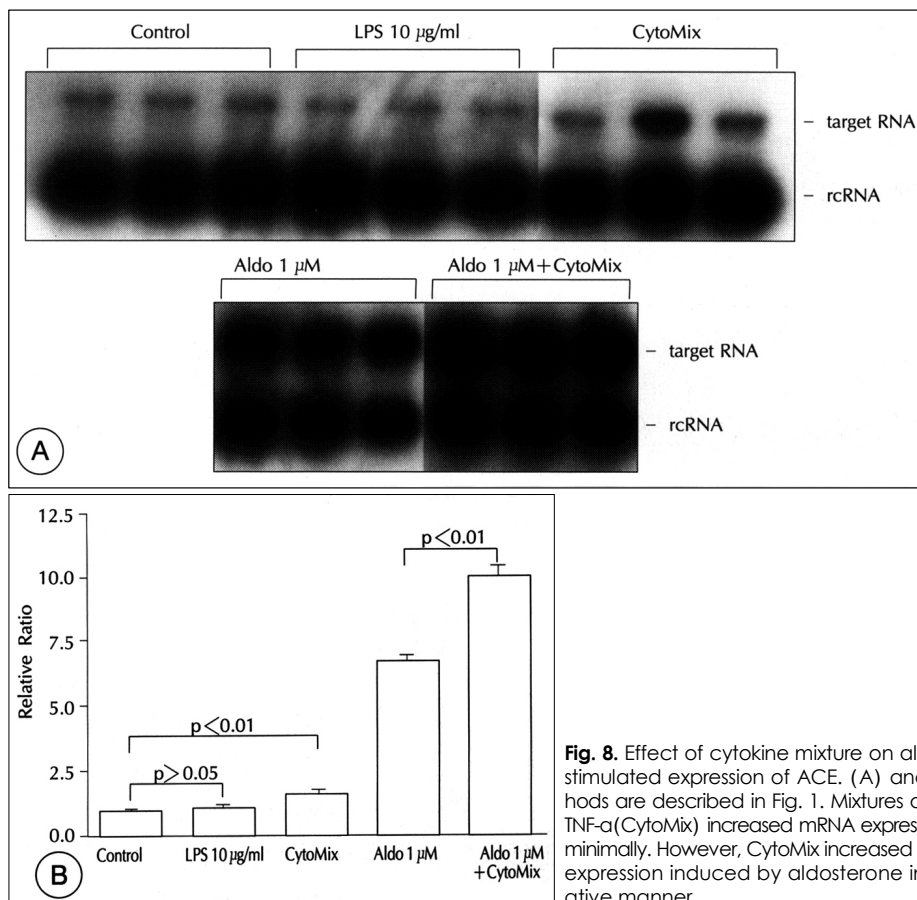 Control LPS 10 µg/ml CytoMix
target RNA
rcRNA
Aldo 1 µM Aldo 1 µM+CytoMix
target RNA
rcRNA
A
12.5
10.0
7.5
5.0
2.5
0.0
Relative Ratio
p<0.01
p<0.01
p>0.05
Control LPS 10 µg/ml CytoMix Aldo 1 µM Aldo 1 µM
+CytoMix
B
Fig. 8. Effect of cytokine mixture on al
stimulated expression of ACE. (A) and
hods are described in Fig. 1. Mixtures
TNF-α(CytoMix) increased mRNA expres
minimally. However, CytoMix increased
expression induced by aldosterone in
ative manner